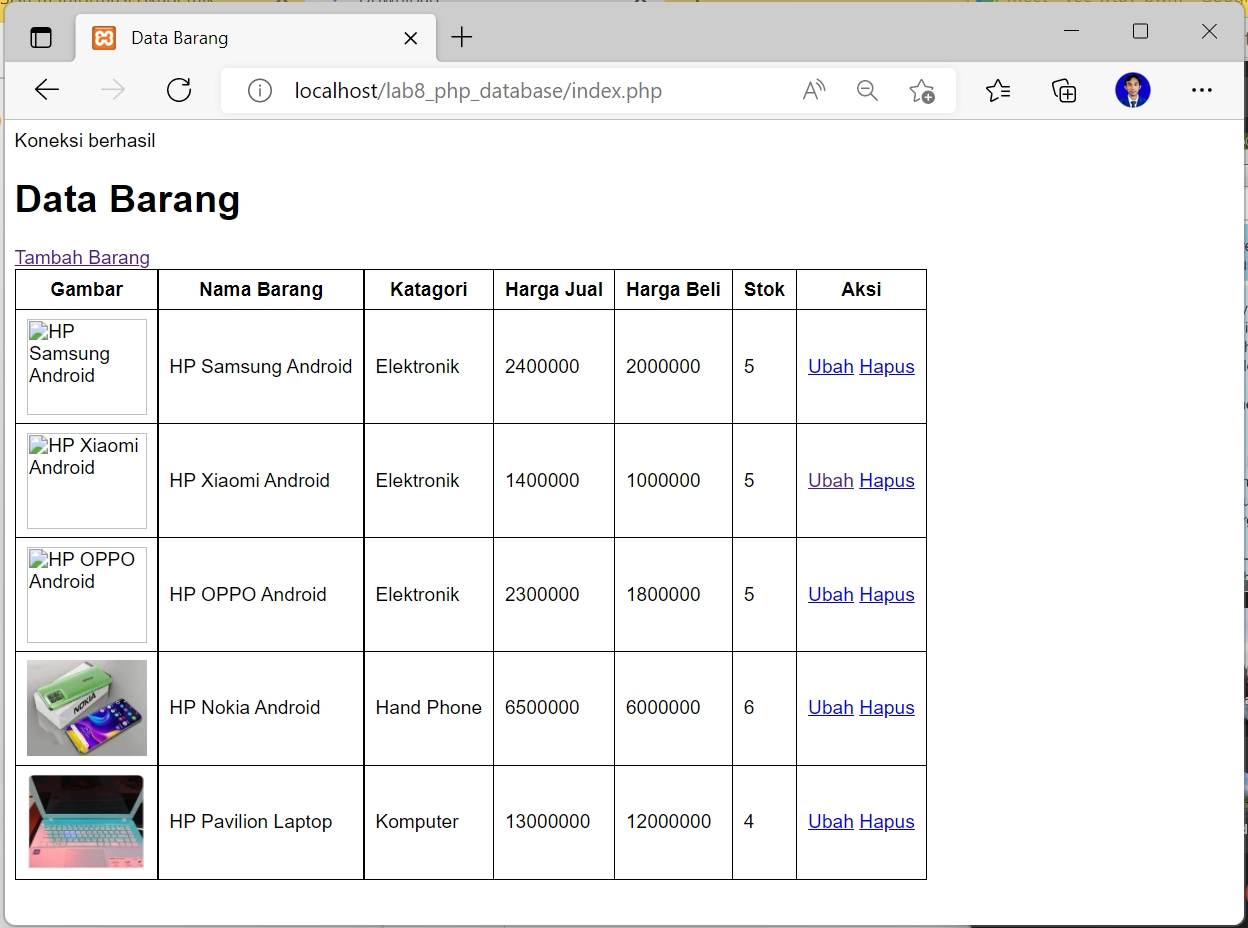 Data Barang
localhost/lab8_php_database/index.php
Koneksi berhasil
Data Barang
Tambah Barang
Gambar Nama Barang Katagori Harga Jual Harga Beli Stok Aksi
HP Samsung Android HP Samsung Android Elektronik 2400000 2000000 5 Ubah Hapus
HP Xiaomi Android HP Xiaomi Android Elektronik 1400000 1000000 5 Ubah Hapus
HP OPPO Android HP OPPO Android Elektronik 2300000 1800000 5 Ubah Hapus
NOKIA HP Nokia Android Hand Phone 6500000 6000000 6 Ubah Hapus
HP Pavilion Laptop Komputer 13000000 12000000 4 Ubah Hapus